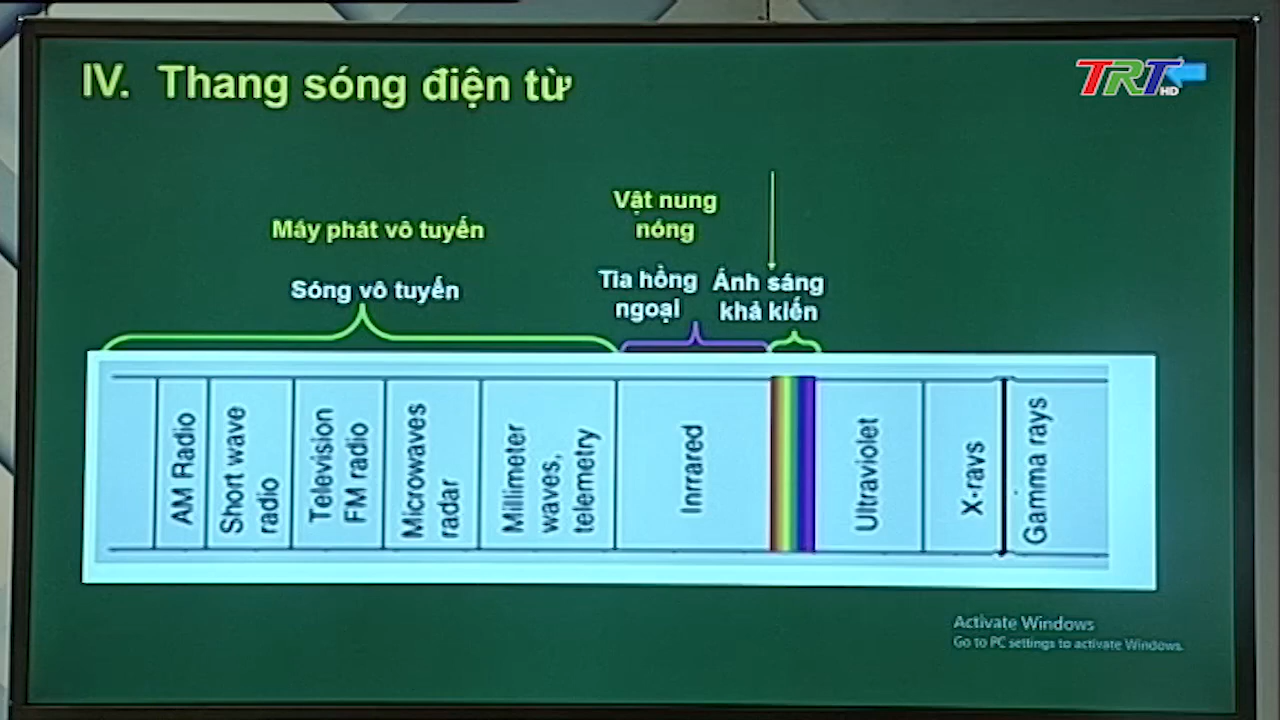 IV. Thang sóng điện từ
TRT
HD
Vật nung
nóng
Máy phát vô tuyến
Tia hồng
ngoại
Ánh sáng
khả kiến
Sóng vô tuyến
AM Radio
Short wave
radio
Television
FM radio
Microwaves
radar
Millimeter
waves,
telemetry
Inrrared
Ultraviolet
X-rays
Gamma rays
Activate Windows
Go to PC settings to activate Windows.